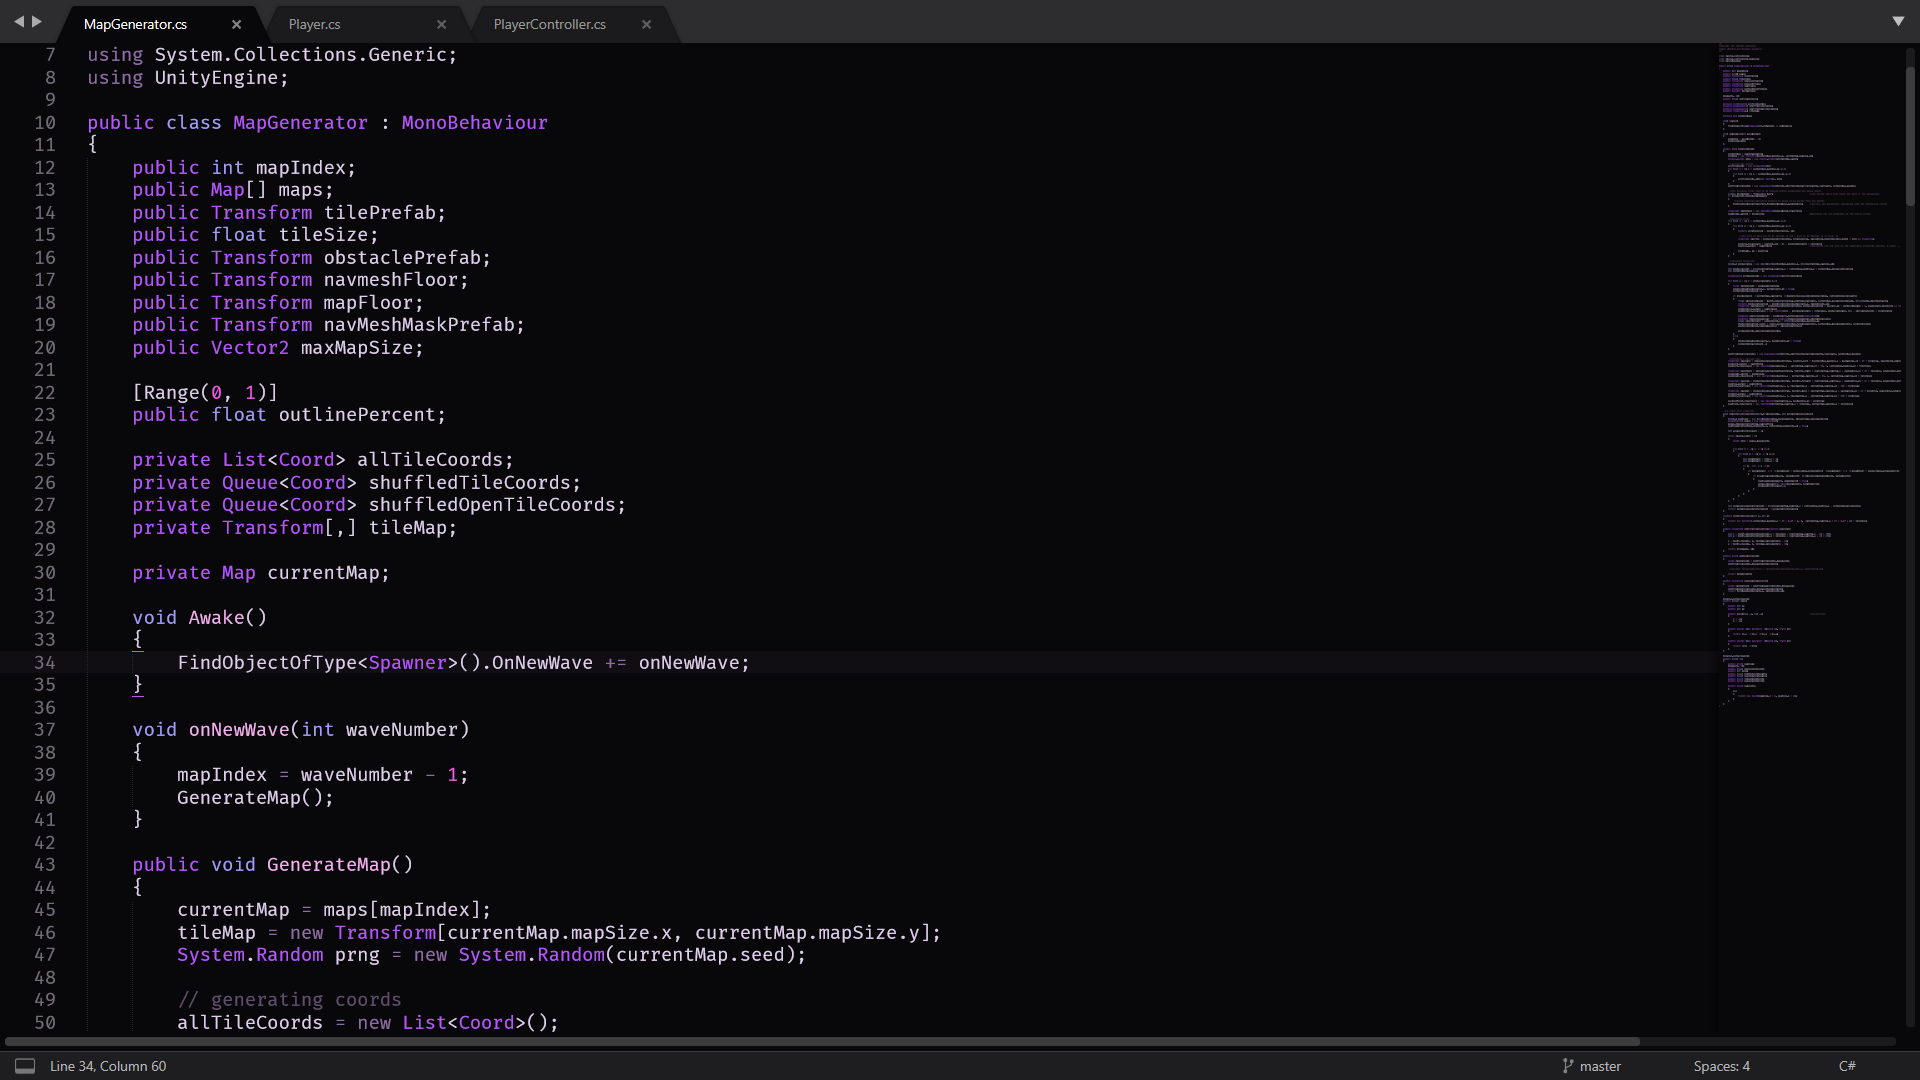 MapGenerator.cs
Player.cs
PlayerController.cs
7 using System.Collections.Generic;
8 using UnityEngine;
9
10 public class MapGenerator : MonoBehaviour
11 {
12 public int mapIndex;
13 public Map[] maps;
14 public Transform tilePrefab;
15 public float tileSize;
16 public Transform obstaclePrefab;
17 public Transform navmeshFloor;
18 public Transform mapFloor;
19 public Transform navMeshMaskPrefab;
20 public Vector2 maxMapSize;
21
22 [Range(0, 1)]
23 public float outlinePercent;
24
25 private List<Coord> allTileCoords;
26 private Queue<Coord> shuffledTileCoords;
27 private Queue<Coord> shuffledOpenTileCoords;
28 private Transform[,] tileMap;
29
30 private Map currentMap;
31
32 void Awake()
33 {
34 FindObjectOfType<Spawner>().OnNewWave += onNewWave;
35 }
36
37 void onNewWave(int waveNumber)
38 {
39 mapIndex = waveNumber - 1;
40 GenerateMap();
41 }
42
43 public void GenerateMap()
44 {
45 currentMap = maps[mapIndex];
46 tileMap = new Transform[currentMap.mapSize.x, currentMap.mapSize.y];
47 System.Random prng = new System.Random(currentMap.seed);
48
49 // generating coords
50 allTileCoords = new List<Coord>();
Line 34, Column 60
master
Spaces: 4
C#